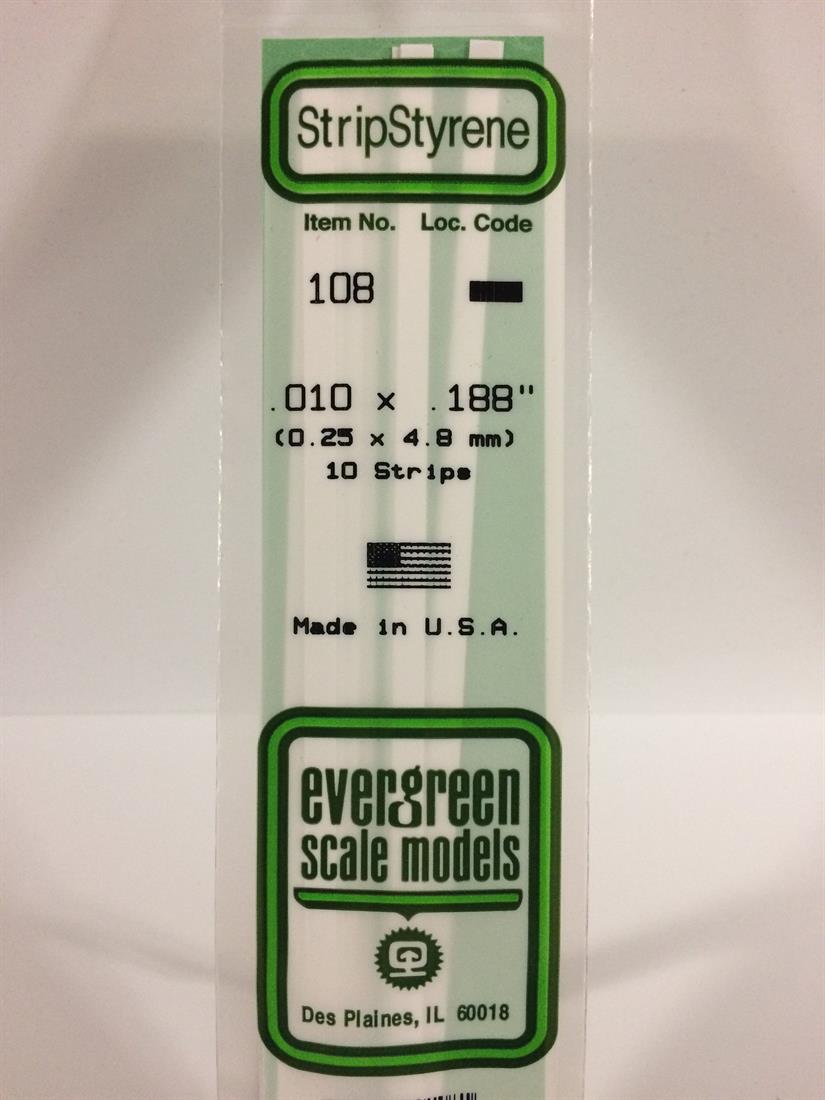 StripStyrene
Item No. Loc. Code
108
.010 x .188"
(0.25 x 4.8 mm)
10 Strips
Made in U.S.A.
evergreen
scale models
Des Plaines, IL 60018